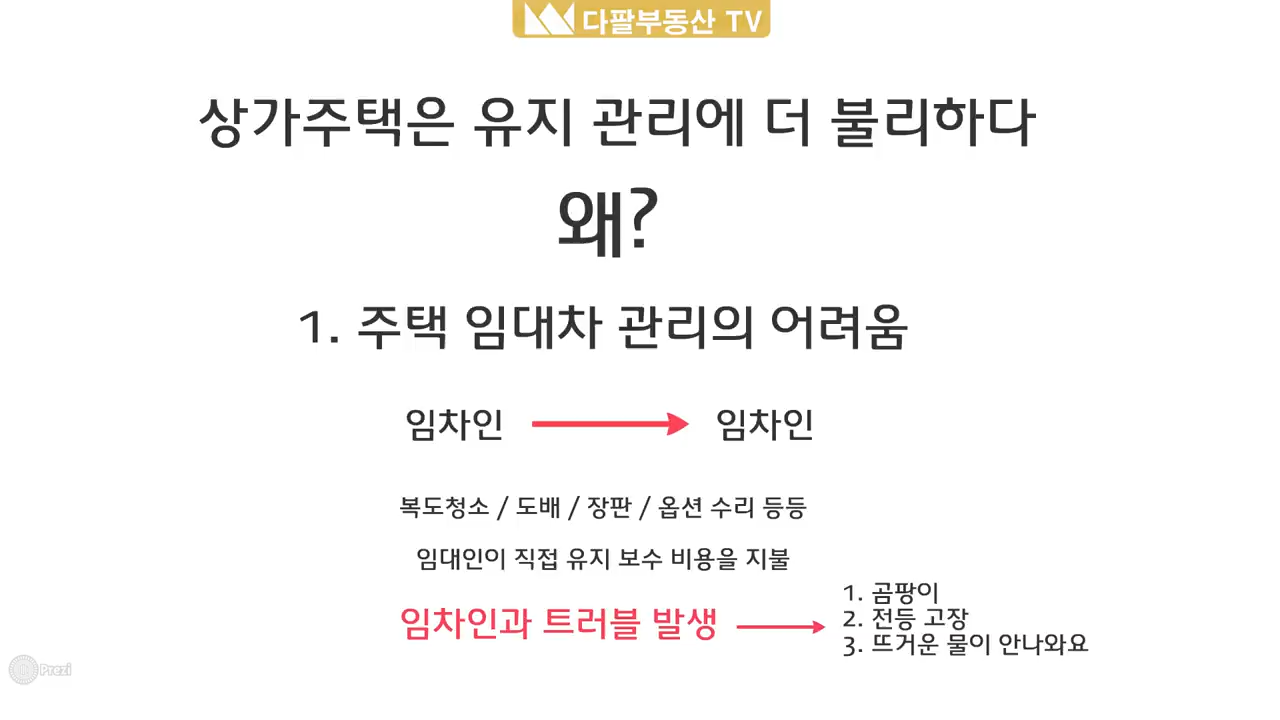 다팔부동산 TV
상가주택은 유지 관리에 더 불리하다
왜?
1. 주택 임대차 관리의 어려움
임차인 임차인
복도청소 / 도배 / 장판 / 옵션 수리 등등
임대인이 직접 유지 보수 비용을 지불
임차인과 트러블 발생
1. 곰팡이
2. 전등 고장
3. 뜨거운 물이 안나와요
Prezi